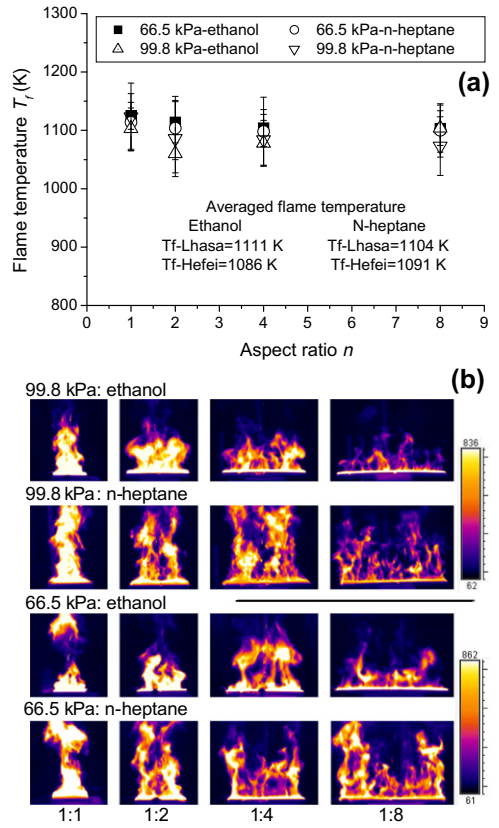 1300
66.5 kPa-ethanol 66.5 kPa-n-heptane
99.8 kPa-ethanol 99.8 kPa-n-heptane
(a)
1200
1100
1000
900
800
Flame temperature Tf (K)
Averaged flame temperature
Ethanol N-heptane
Tf-Lhasa=1111 K Tf-Lhasa=1104 K
Tf-Hefei=1086 K Tf-Hefei=1091 K
0 1 2 3 4 5 6 7 8 9
Aspect ratio n
(b)
99.8 kPa: ethanol
836
99.8 kPa: n-heptane
62
66.5 kPa: ethanol
862
66.5 kPa: n-heptane
61
1:1 1:2 1:4 1:8